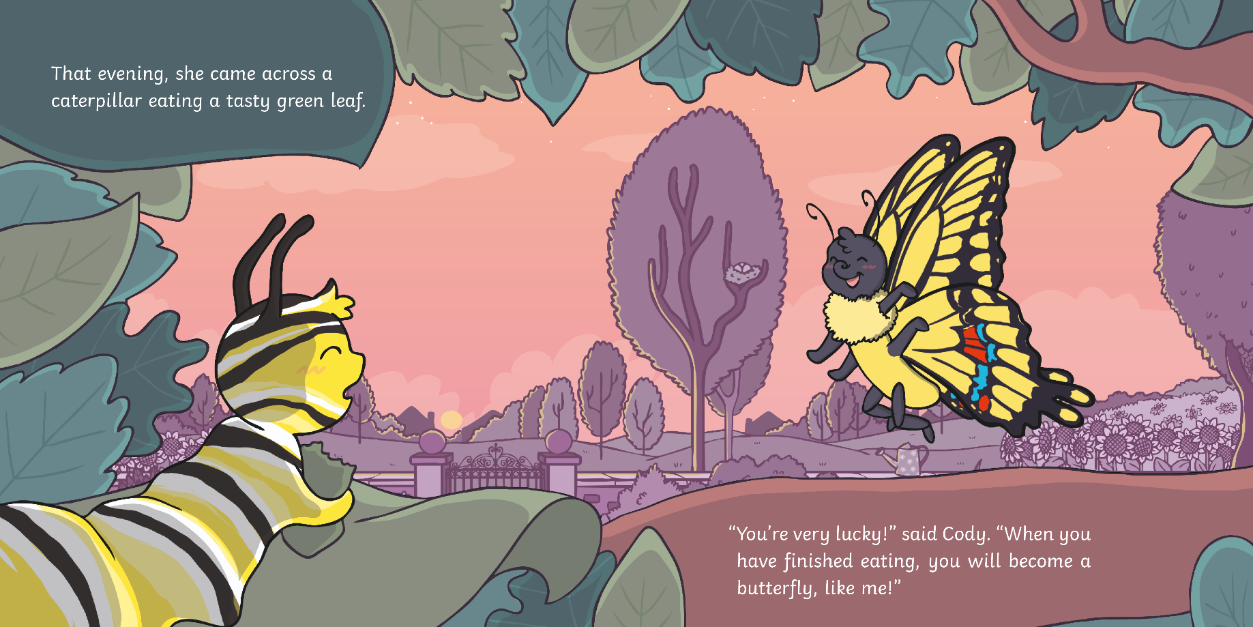 That evening, she came across a
caterpillar eating a tasty green leaf.
“You’re very lucky!” said Cody. “When you
have finished eating, you will become a
butterfly, like me!”